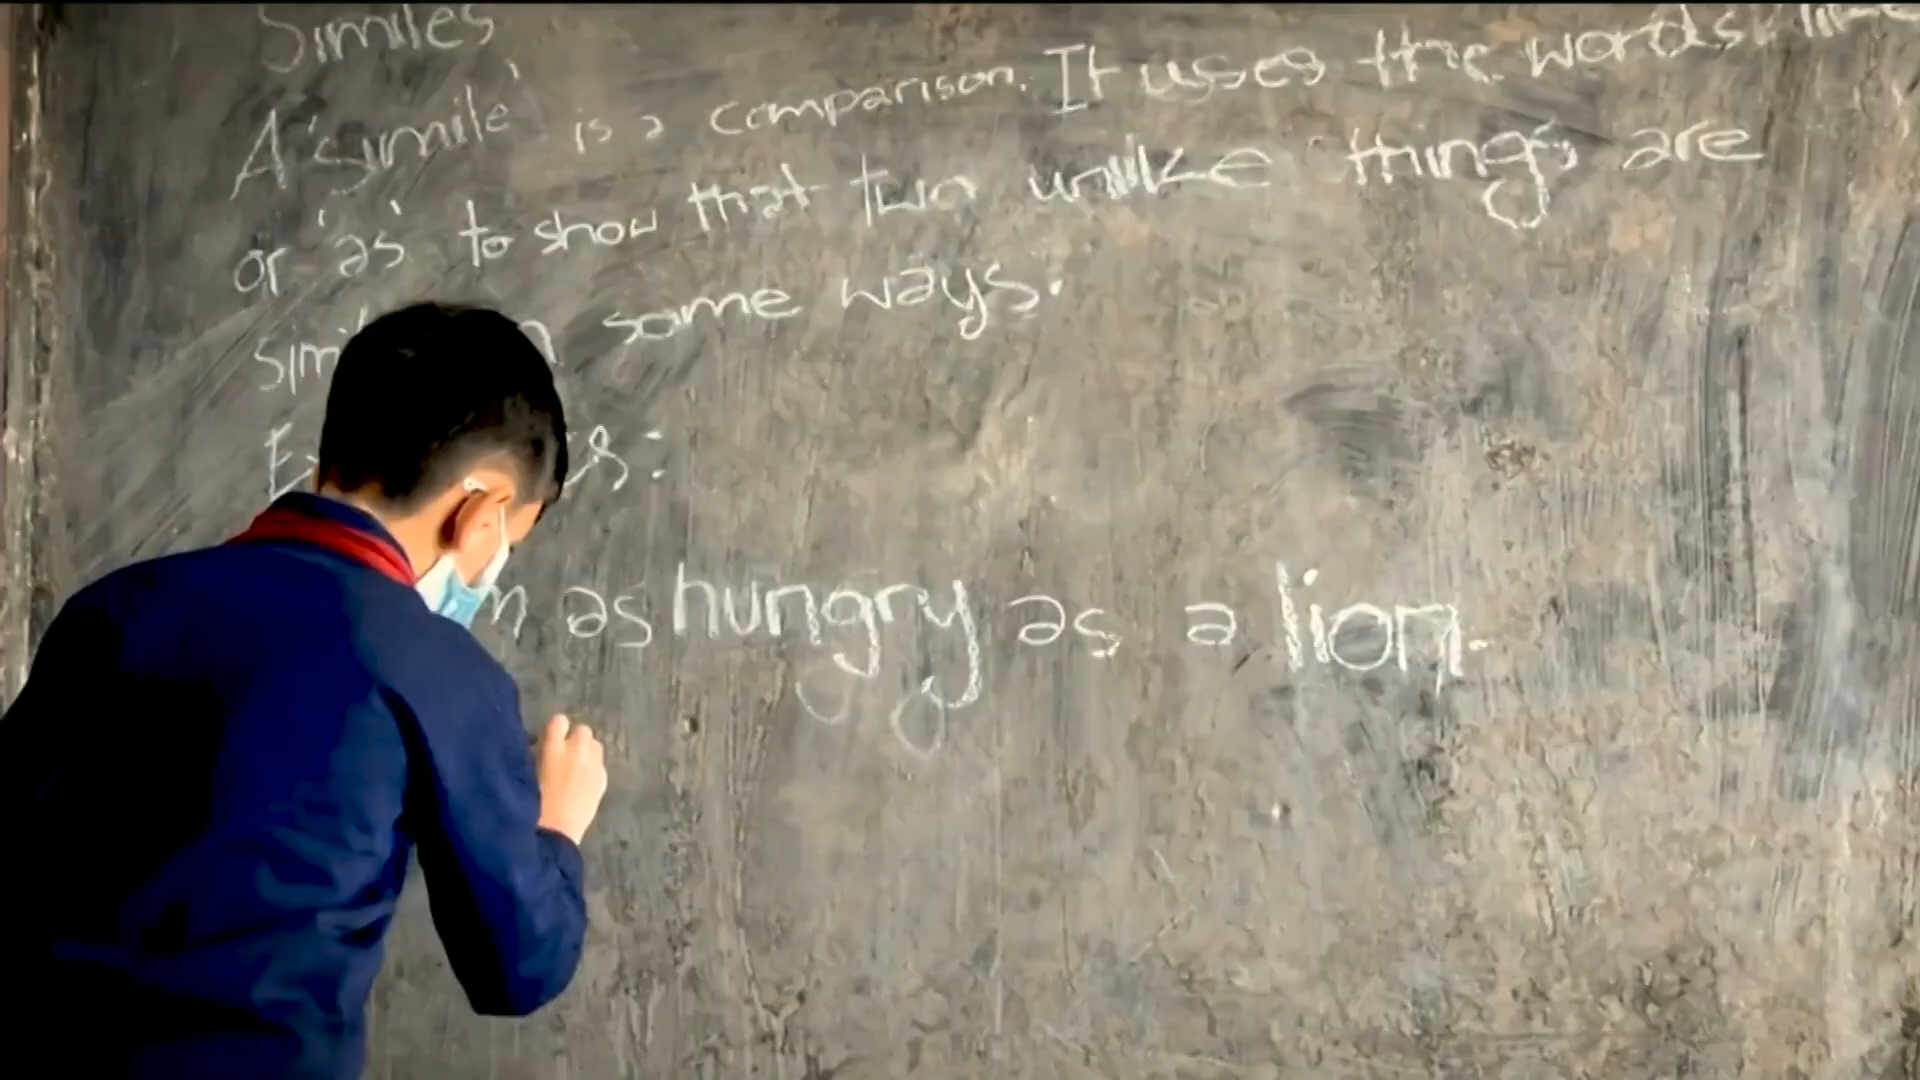 Similes
A 'simile' is a comparison. It uses the words like
or 'as' to show that two unlike things are
some ways.
as hungry as a lion.